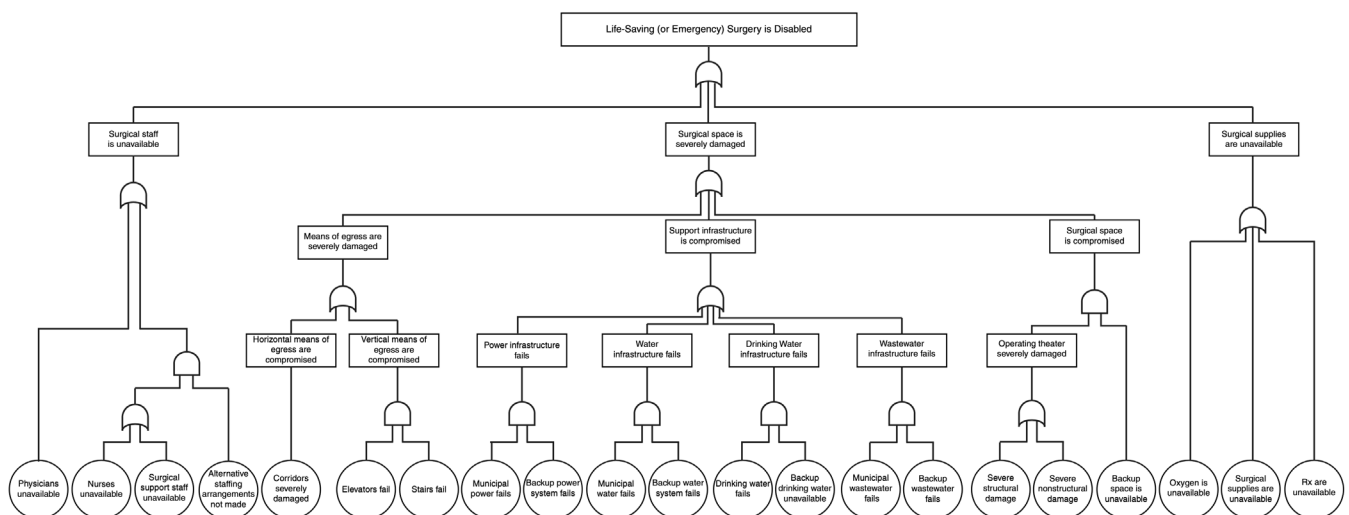 Life-Saving (or Emergency) Surgery is Disabled
Surgical staff
is unavailable
Surgical space is
severely damaged
Surgical supplies
are unavailable
Means of egress are
severely damaged
Support infrastructure
is compromised
Surgical space
is compromised
Horizontal means of
egress are
compromised
Vertical means of
egress are
compromised
Power infrastructure
fails
Water
infrastructure fails
Drinking Water
infrastructure fails
Wastewater
infrastructure fails
Operating theater
severely damaged
Physicians
unavailable
Nurses
unavailable
Surgical
support staff
unavailable
Alternative
staffing
arrangements
not made
Corridors
severely
damaged
Elevators fail
Stairs fail
Municipal
power fails
Backup power
system fails
Municipal
water fails
Backup water
system fails
Drinking water
fails
Backup
drinking water
unavailable
Municipal
wastewater
fails
Backup
wastewater
fails
Severe
structural
damage
Severe
nonstructural
damage
Backup
space is
unavailable
Oxygen is
unavailable
Surgical
supplies are
unavailable
Rx are
unavailable